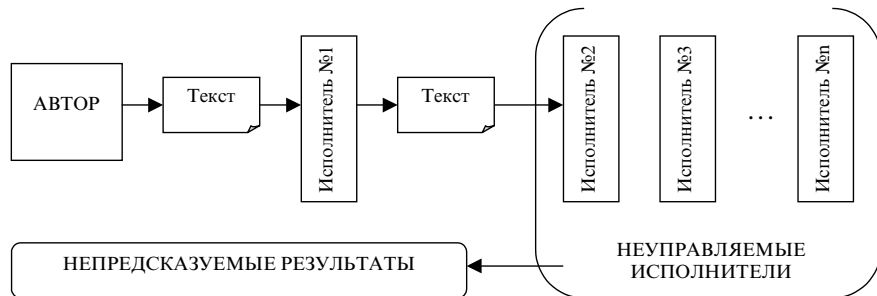 АВТОР
Текст
Исполнитель №1
Текст
Исполнитель №2
Исполнитель №3
...
Исполнитель №n
НЕПРЕДСКАЗУЕМЫЕ РЕЗУЛЬТАТЫ
НЕУПРАВЛЯЕМЫЕ
ИСПОЛНИТЕЛИ